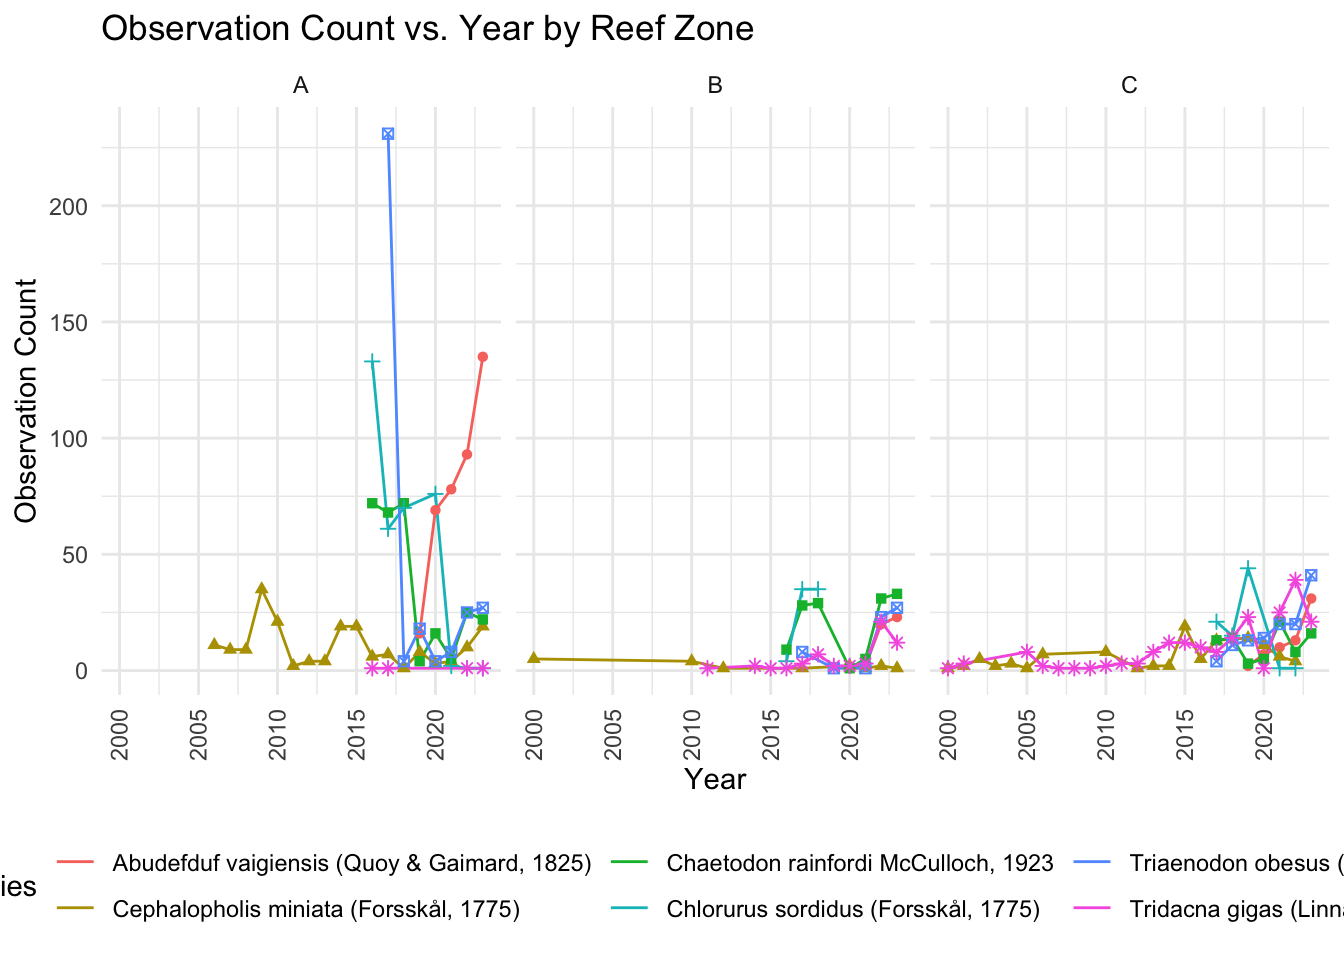 Observation Count vs. Year by Reef Zone
A B C
Observation Count
200
150
100
50
0
2000 2005 2010 2015 2020 2000 2005 2010 2015 2020 2000 2005 2010 2015 2020
Year
ies
Abudefduf vaigiensis (Quoy & Gaimard, 1825) Chaetodon rainfordi McCulloch, 1923 Triaenodon obesus (
Cephalopholis miniata (Forsskål, 1775) Chlorurus sordidus (Forsskål, 1775) Tridacna gigas (Linna